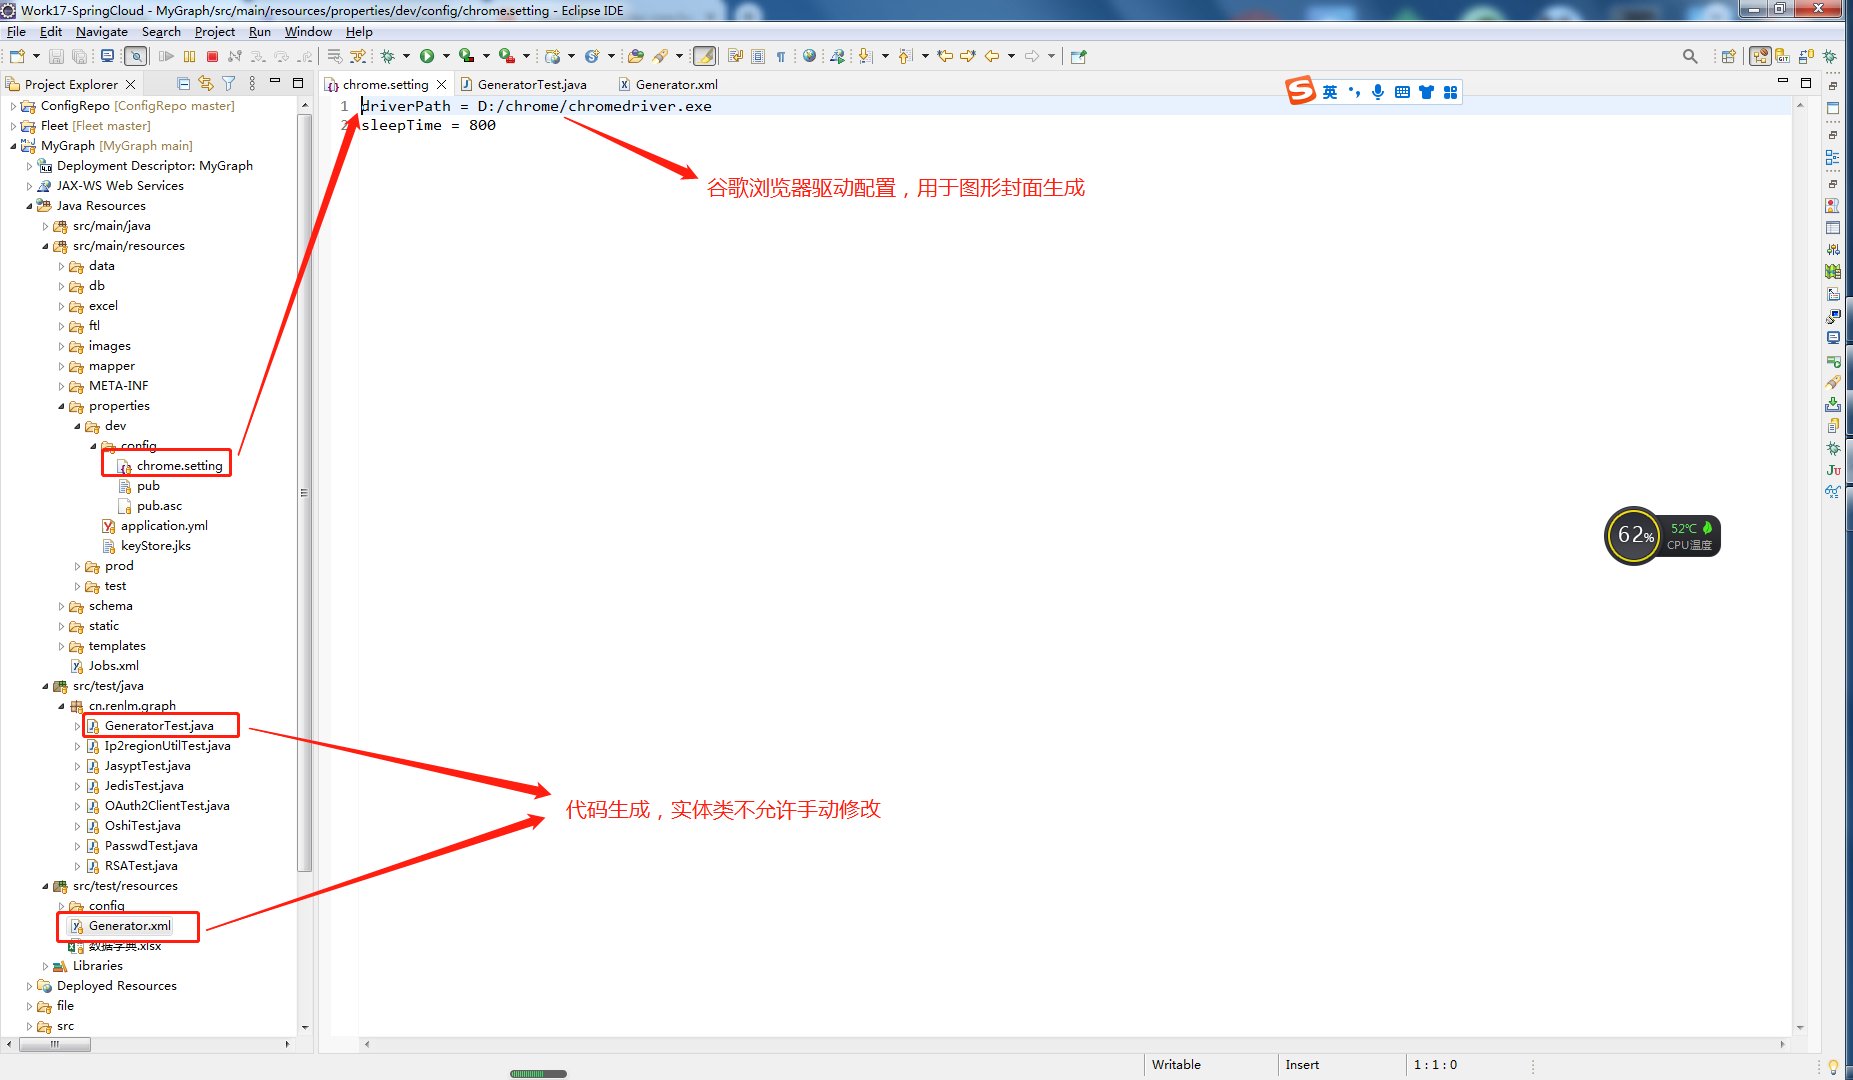 Work17-SpringCloud - MyGraph/src/main/resources/properties/dev/config/chrome.setting - Eclipse IDE
File Edit Navigate Search Project Run Window Help
Project Explorer
chrome.setting
GeneratorTest.java
Generator.xml
ConfigRepo [ConfigRepo master]
Fleet [Fleet master]
MyGraph [MyGraph main]
Deployment Descriptor: MyGraph
JAX-WS Web Services
Java Resources
src/main/java
src/main/resources
data
db
excel
ftl
images
mapper
META-INF
properties
dev
config
chrome.setting
pub
pub.asc
application.yml
keyStore.jks
prod
test
schema
static
templates
Jobs.xml
src/test/java
cn.renlm.graph
GeneratorTest.java
Ip2regionUtilTest.java
JasyptTest.java
JedisTest.java
OAuth2ClientTest.java
OshiTest.java
PasswdTest.java
RSATest.java
src/test/resources
config
Generator.xml
数据字典.xlsx
Libraries
Deployed Resources
file
src
1 driverPath = D:/chrome/chromedriver.exe
2 sleepTime = 800
谷歌浏览器驱动配置，用于图形封面生成
代码生成，实体类不允许手动修改
英
62%
52℃
CPU温度
Writable
Insert
1 : 1 : 0